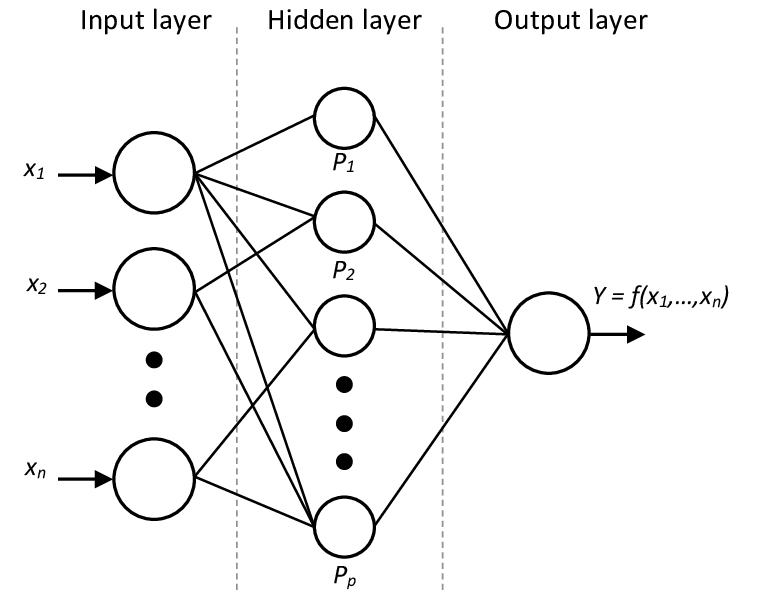 Input layer
Hidden layer
Output layer
x1
x2
xn
P1
P2
Pp
Y = f(x1,...,xn)